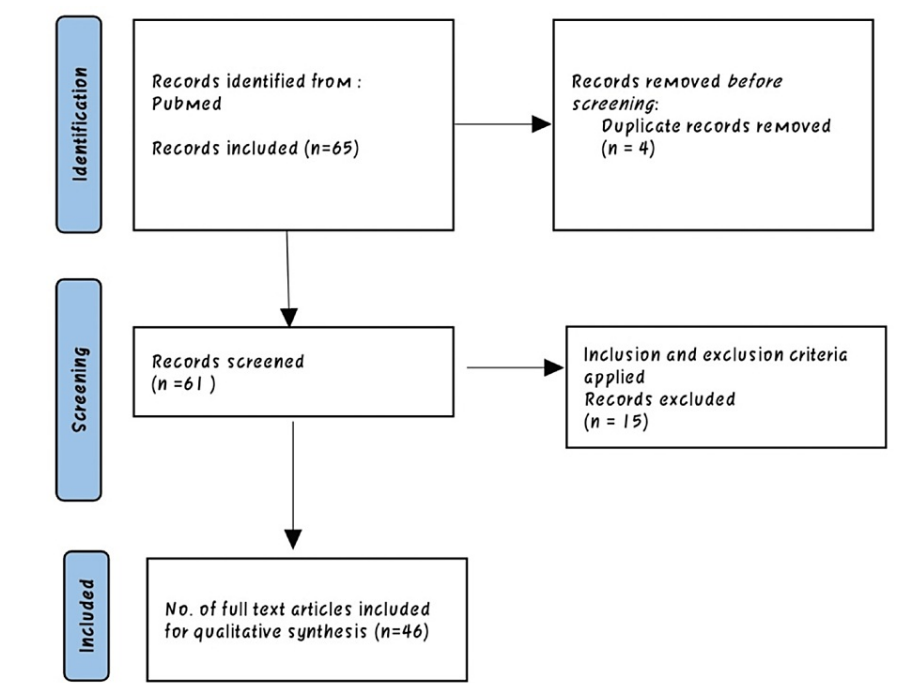 Identification
Records identified from :
Pubmed
Records included (n=65)
Records removed before
screening:
Duplicate records removed
(n = 4)
Screening
Records screened
(n =61 )
Inclusion and exclusion criteria
applied
Records excluded
(n = 15)
Included
No. of full text articles included
for qualitative synthesis (n=46)